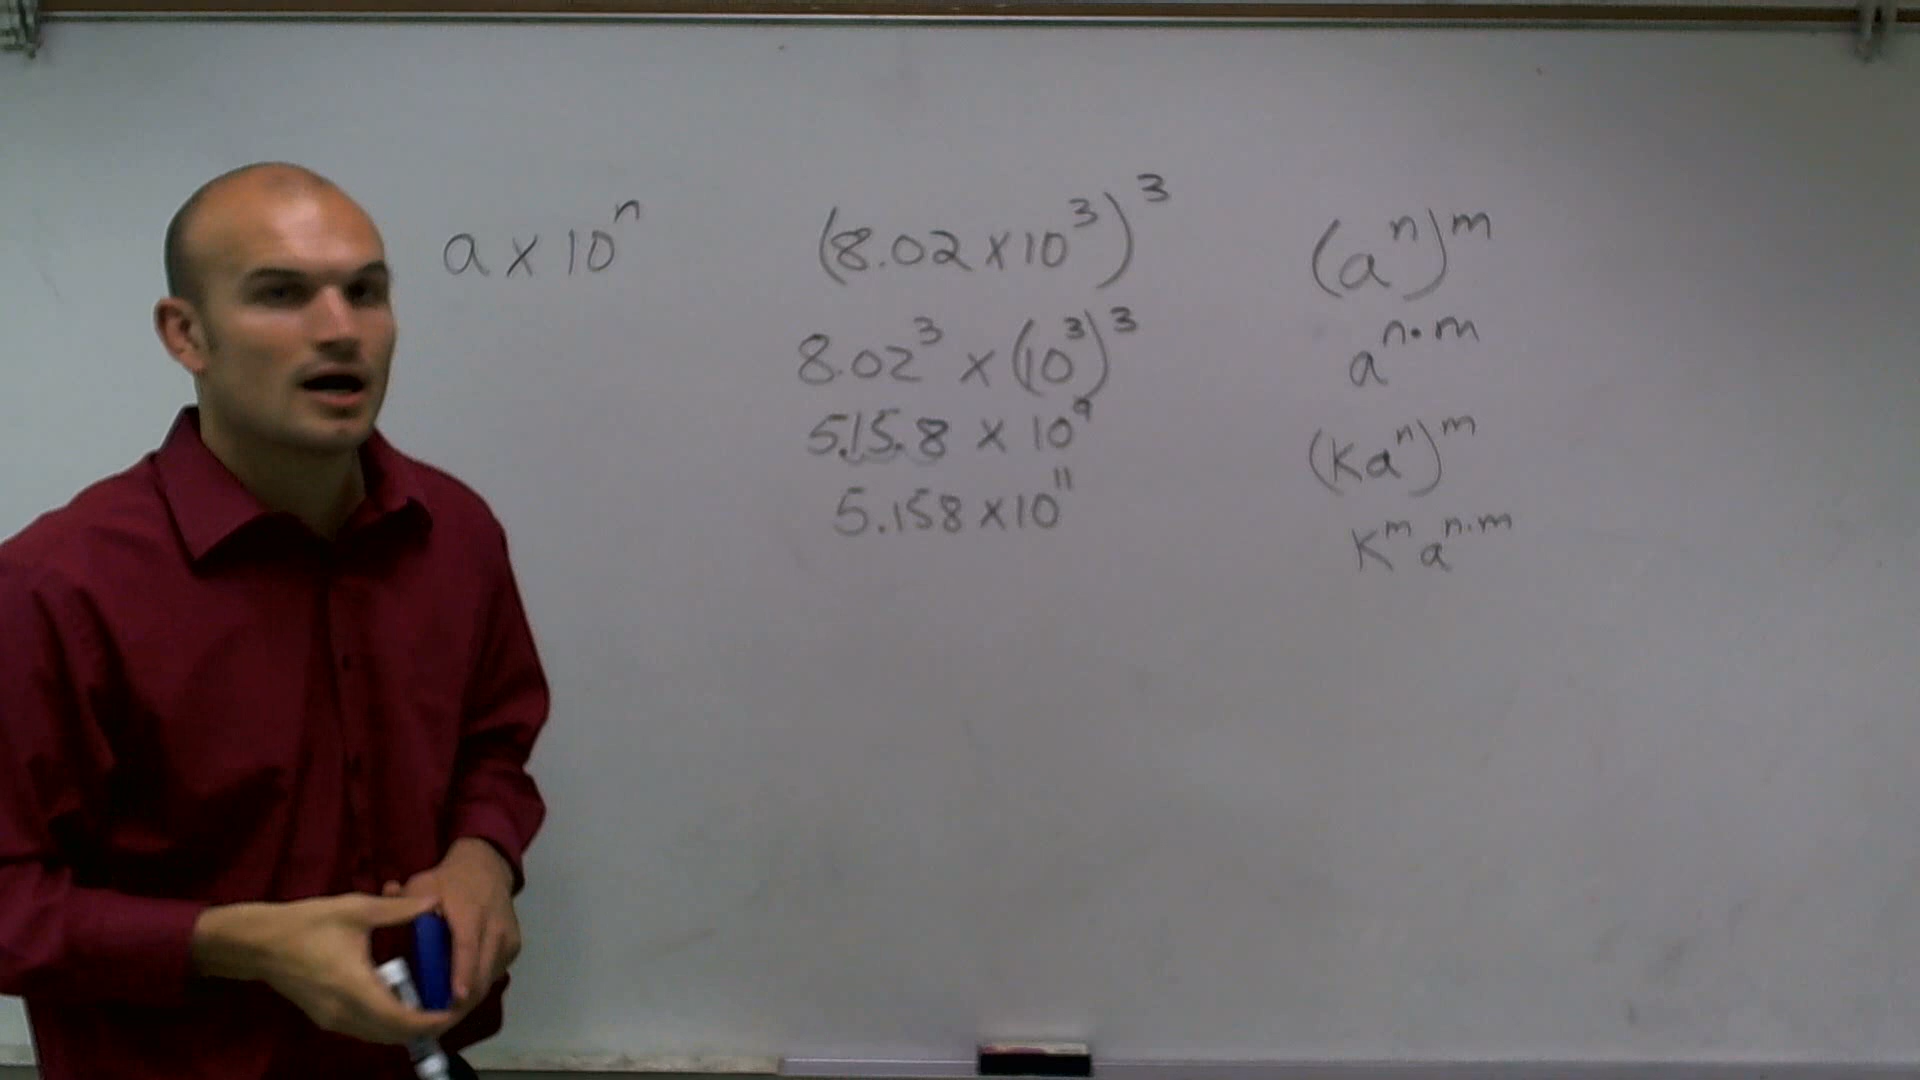 a x 10^n
(8.02 x 10^3)^3
8.02^3 x (10^3)^3
5.15.8 x 10^9
5.158 x 10^11
(a^n)^m
a^n·m
(Ka^n)^m
K^m a^n·m